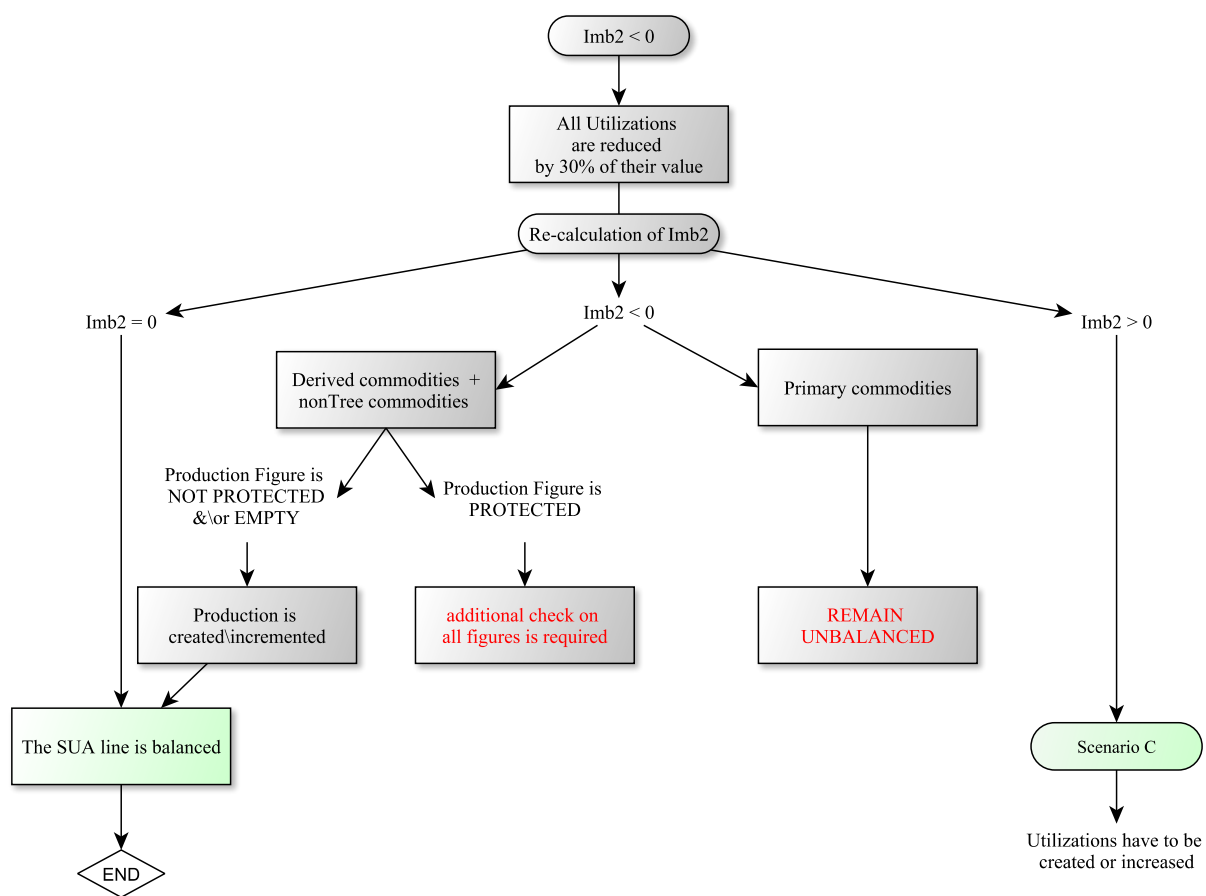 Imb2 < 0
All Utilizations
are reduced
by 30% of their value
Re-calculation of Imb2
Imb2 = 0
Imb2 < 0
Imb2 > 0
Derived commodities  +
nonTree commodities
Primary commodities
Production Figure is
NOT PROTECTED
&\or EMPTY
Production Figure is
PROTECTED
Production is
created\incremented
additional check on
all figures is required
REMAIN
UNBALANCED
The SUA line is balanced
Scenario C
Utilizations have to be
created or increased
END